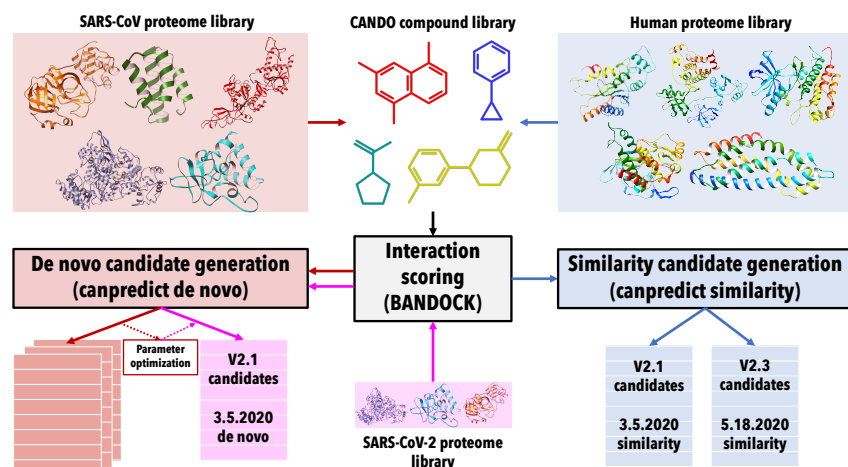 SARS-CoV proteome library
CANDO compound library
Human proteome library
De novo candidate generation
(canpredict de novo)
Interaction
scoring
(BANDOCK)
Similarity candidate generation
(canpredict similarity)
Parameter
optimization
V2.1
candidates
3.5.2020
de novo
SARS-CoV-2 proteome
library
V2.1
candidates
3.5.2020
similarity
V2.3
candidates
5.18.2020
similarity